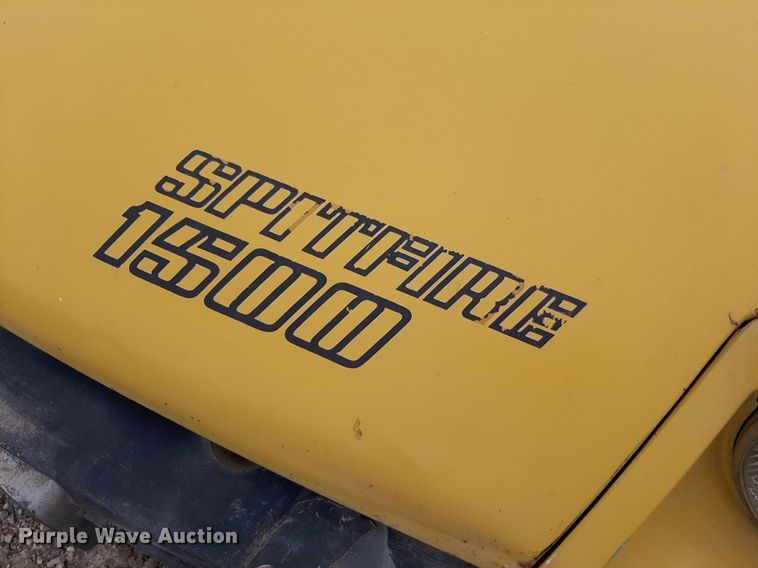 SPITFIRE
1500
Purple Wave Auction